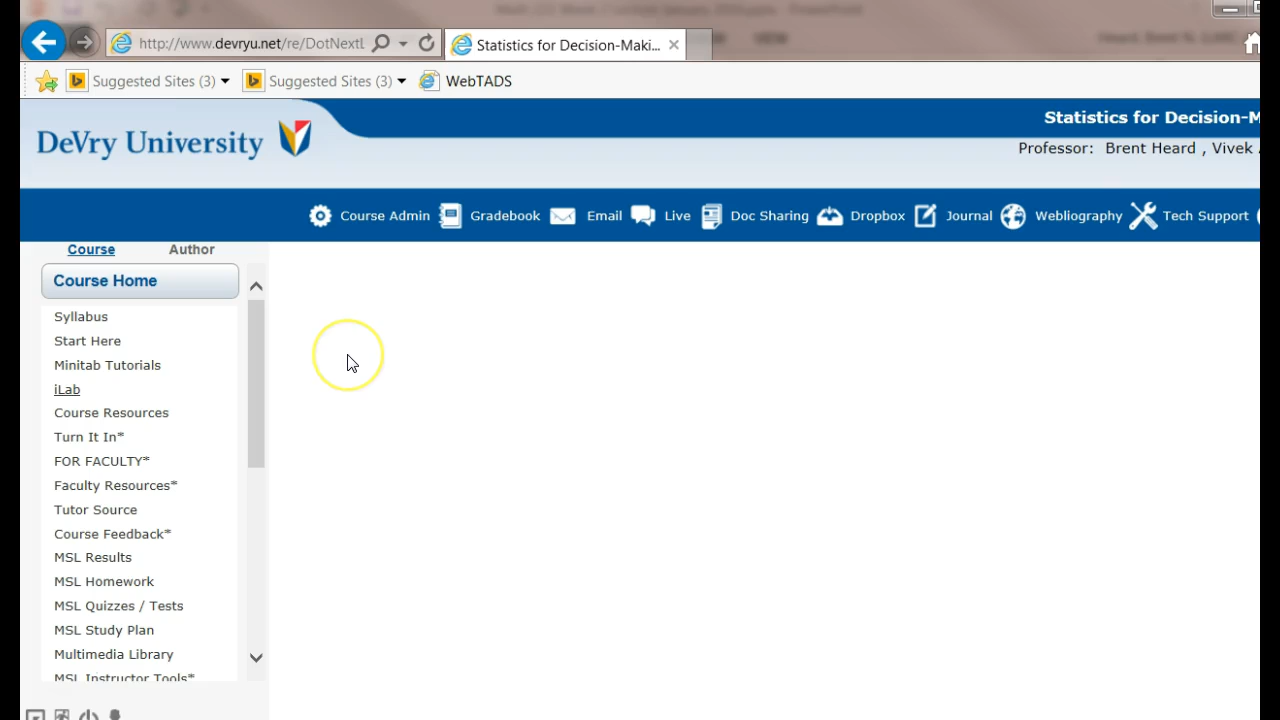 http://www.devryu.net/re/DotNextL
Statistics for Decision-Maki...
Suggested Sites (3)
Suggested Sites (3)
WebTADS
DeVry University
Statistics for Decision-M
Professor: Brent Heard , Vivek
Course Admin
Gradebook
Email
Live
Doc Sharing
Dropbox
Journal
Webliography
Tech Support
Course
Author
Course Home
Syllabus
Start Here
Minitab Tutorials
iLab
Course Resources
Turn It In*
FOR FACULTY*
Faculty Resources*
Tutor Source
Course Feedback*
MSL Results
MSL Homework
MSL Quizzes / Tests
MSL Study Plan
Multimedia Library
MSL Instructor Tools*